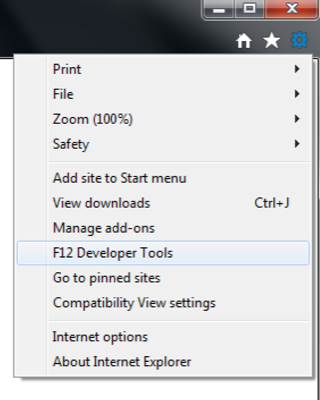 Print
File
Zoom (100%)
Safety
Add site to Start menu
View downloads Ctrl+J
Manage add-ons
F12 Developer Tools
Go to pinned sites
Compatibility View settings
Internet options
About Internet Explorer